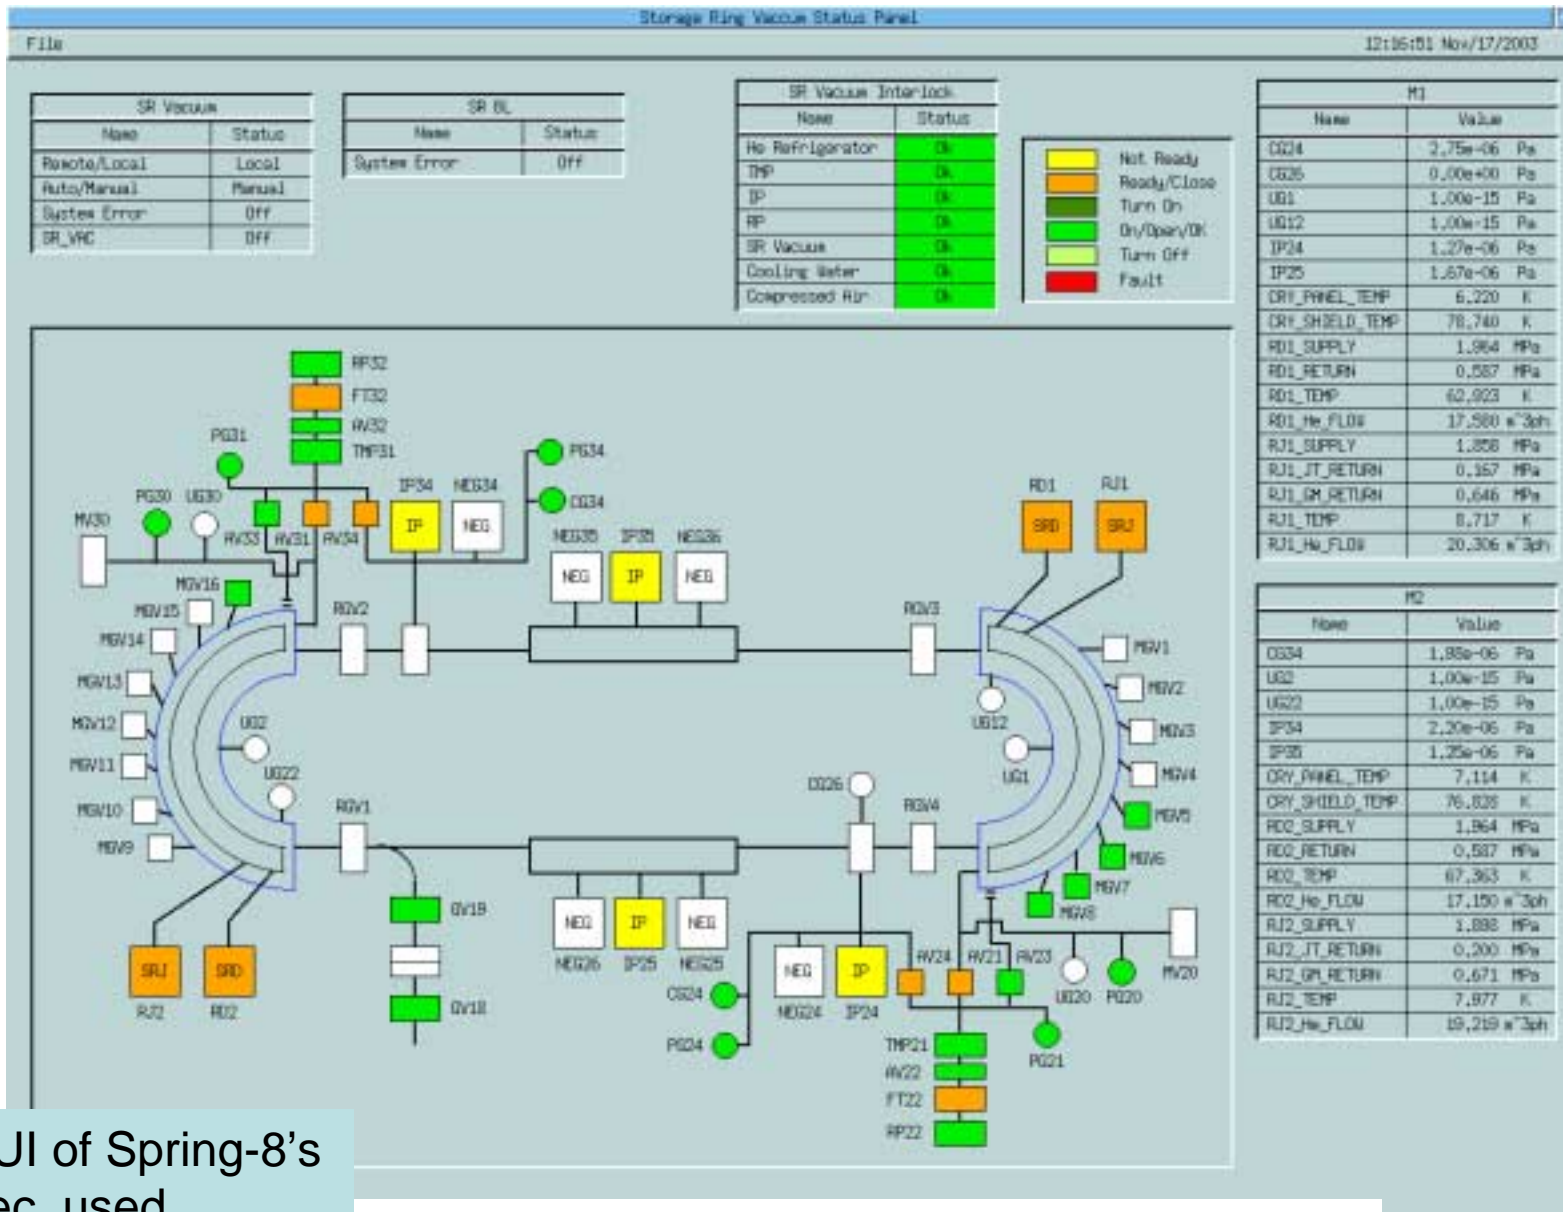 Storage Ring Vaccum Status Panel
File
12:16:51 Nov/17/2003
SR Vacuum
Name Status
Remote/Local Local
Auto/Manual Manual
System Error Off
SR_VAC Off
SR BL
Name Status
System Error Off
SR Vacuum Interlock
Name Status
He Refrigerator Ok
TMP Ok
IP Ok
RP Ok
SR Vacuum Ok
Cooling Water Ok
Compressed Air Ok
Not Ready
Ready/Close
Turn On
On/Open/OK
Turn Off
Fault
M1
Name Value
CG24 2.75e-06 Pa
CG26 0.00e+00 Pa
UG1 1.00e-15 Pa
UG12 1.00e-15 Pa
IP24 1.27e-06 Pa
IP25 1.67e-06 Pa
CRY_PANEL_TEMP 6.220 K
CRY_SHIELD_TEMP 78.740 K
RD1_SUPPLY 1.964 MPa
RD1_RETURN 0.587 MPa
RD1_TEMP 62.923 K
RD1_He_FLOW 17.580 m^3ph
RJ1_SUPPLY 1.858 MPa
RJ1_JT_RETURN 0.167 MPa
RJ1_GM_RETURN 0.646 MPa
RJ1_TEMP 8.717 K
RJ1_He_FLOW 20.306 m^3ph
M2
Name Value
CG34 1.88e-06 Pa
UG2 1.00e-15 Pa
UG22 1.00e-15 Pa
IP34 2.20e-06 Pa
IP35 1.25e-06 Pa
CRY_PANEL_TEMP 7.114 K
CRY_SHIELD_TEMP 76.828 K
RD2_SUPPLY 1.964 MPa
RD2_RETURN 0.587 MPa
RD2_TEMP 67.363 K
RD2_He_FLOW 17.150 m^3ph
RJ2_SUPPLY 1.898 MPa
RJ2_JT_RETURN 0.200 MPa
RJ2_GM_RETURN 0.671 MPa
RJ2_TEMP 7.977 K
RJ2_He_FLOW 19.219 m^3ph
RP32
FT32
AV32
TMP31
PG31
PG34
CG34
PG30 UG30
MV30
AV33 AV31 AV34
IP34 NEG34
IP NEG
NEG35 IP35 NEG36
NEG IP NEG
RD1 RJ1
SRD SRJ
MGV16
MGV15
MGV14
MGV13
MGV12
MGV11
MGV10
MGV9
RGV2
RGV3
MGV1
MGV2
MGV3
MGV4
MGV5
MGV6
MGV7
MGV8
UG2
UG22
UG12
UG1
CG26
RGV1
RGV4
GV19
GV18
SRJ SRD
RJ2 RD2
NEG IP NEG
NEG26 IP25 NEG25
CG24
PG24
NEG IP
NEG24 IP24
AV24 AV21 AV23
UG20 PG20
MV20
PG21
TMP21
AV22
FT22
RP22
UI of Spring-8's
ec, used